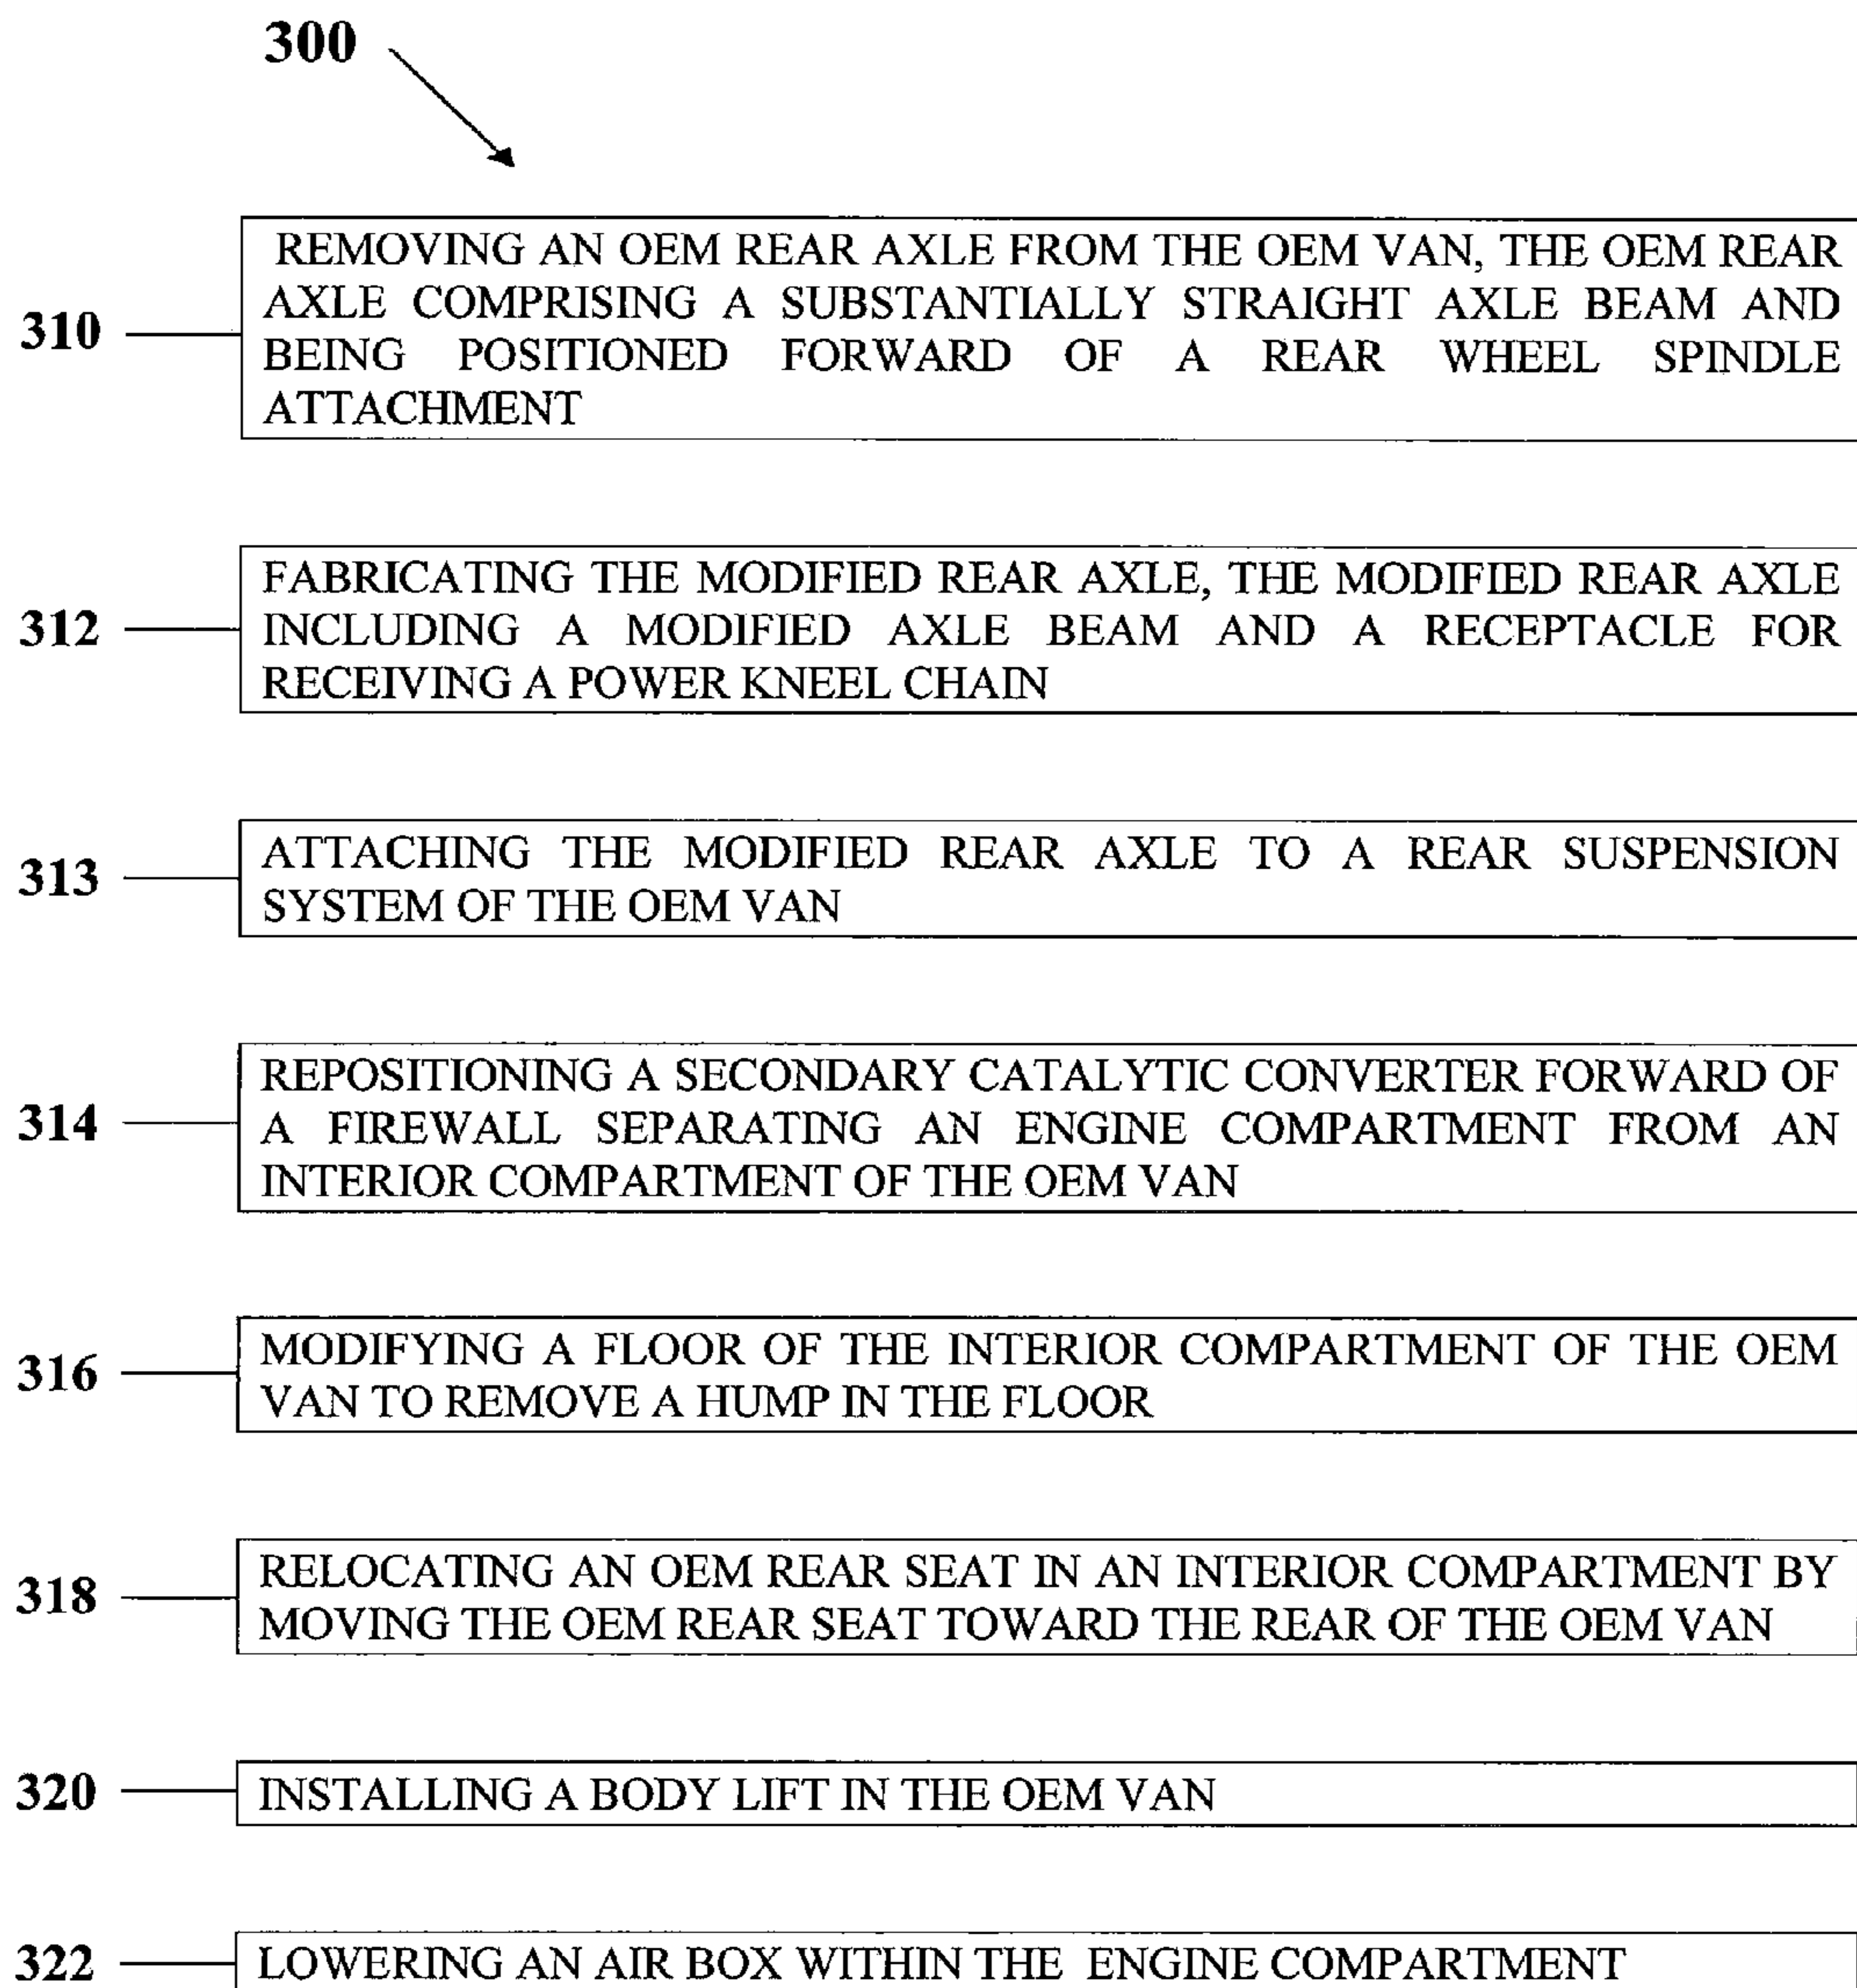 300
REMOVING AN OEM REAR AXLE FROM THE OEM VAN, THE OEM REAR
AXLE COMPRISING A SUBSTANTIALLY STRAIGHT AXLE BEAM AND
310
BEING POSITIONED FORWARD OF A REAR WHEEL SPINDLE
ATTACHMENT
FABRICATING THE MODIFIED REAR AXLE, THE MODIFIED REAR AXLE
312
INCLUDING A MODIFIED AXLE BEAM AND A RECEPTACLE FOR
RECEIVING A POWER KNEEL CHAIN
313
ATTACHING THE MODIFIED REAR AXLE TO A REAR SUSPENSION
SYSTEM OF THE OEM VAN
REPOSITIONING A SECONDARY CATALYTIC CONVERTER FORWARD OF
314
A FIREWALL SEPARATING AN ENGINE COMPARTMENT FROM AN
INTERIOR COMPARTMENT OF THE OEM VAN
316
MODIFYING A FLOOR OF THE INTERIOR COMPARTMENT OF THE OEM
VAN TO REMOVE A HUMP IN THE FLOOR
318
RELOCATING AN OEM REAR SEAT IN AN INTERIOR COMPARTMENT BY
MOVING THE OEM REAR SEAT TOWARD THE REAR OF THE OEM VAN
320
INSTALLING A BODY LIFT IN THE OEM VAN
322
LOWERING AN AIR BOX WITHIN THE ENGINE COMPARTMENT